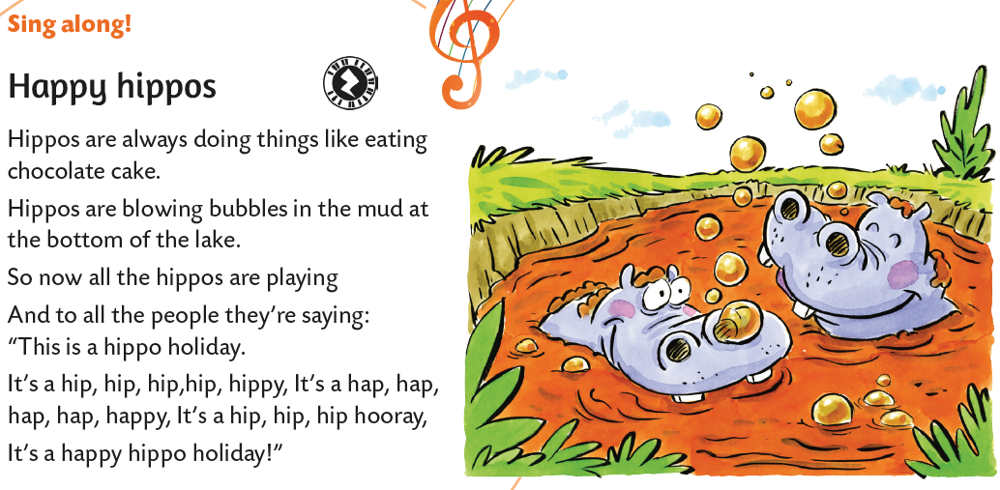 Sing along!
Happy hippos
Hippos are always doing things like eating
chocolate cake.
Hippos are blowing bubbles in the mud at
the bottom of the lake.
So now all the hippos are playing
And to all the people they’re saying:
“This is a hippo holiday.
It’s a hip, hip, hip,hip, hippy, It’s a hap, hap,
hap, hap, happy, It’s a hip, hip, hip hooray,
It’s a happy hippo holiday!”